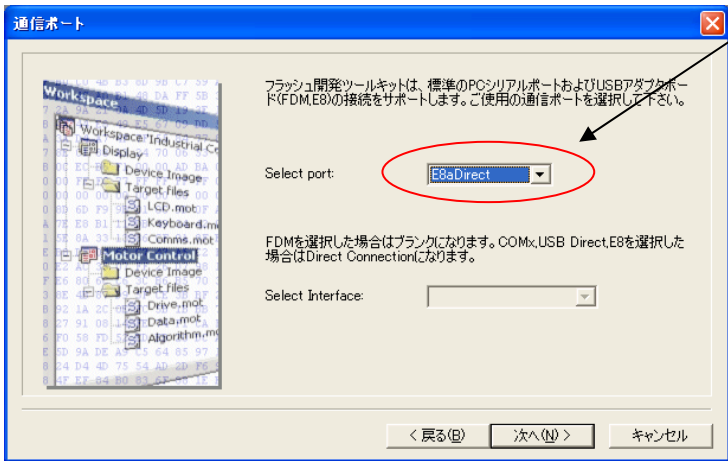 通信ポート
Workspace
Workspace "Industrial
Display
Device Image
Target files
LCD.mot
Keyboard.m
Comms.mot
Motor Control
Device Image
Target files
Drive.mot
Data.mot
Algorithm.m
フラッシュ開発ツールキットは、標準のPCシリアルポートおよびUSBアダプタボー
ド(FDM,E8)の接続をサポートします。ご使用の通信ポートを選択して下さい。
Select port:
E8aDirect
FDMを選択した場合はブランクになります。COMx,USB Direct,E8を選択した
場合はDirect Connectionになります。
Select Interface:
< 戻る(B)
次へ(N) >
キャンセル